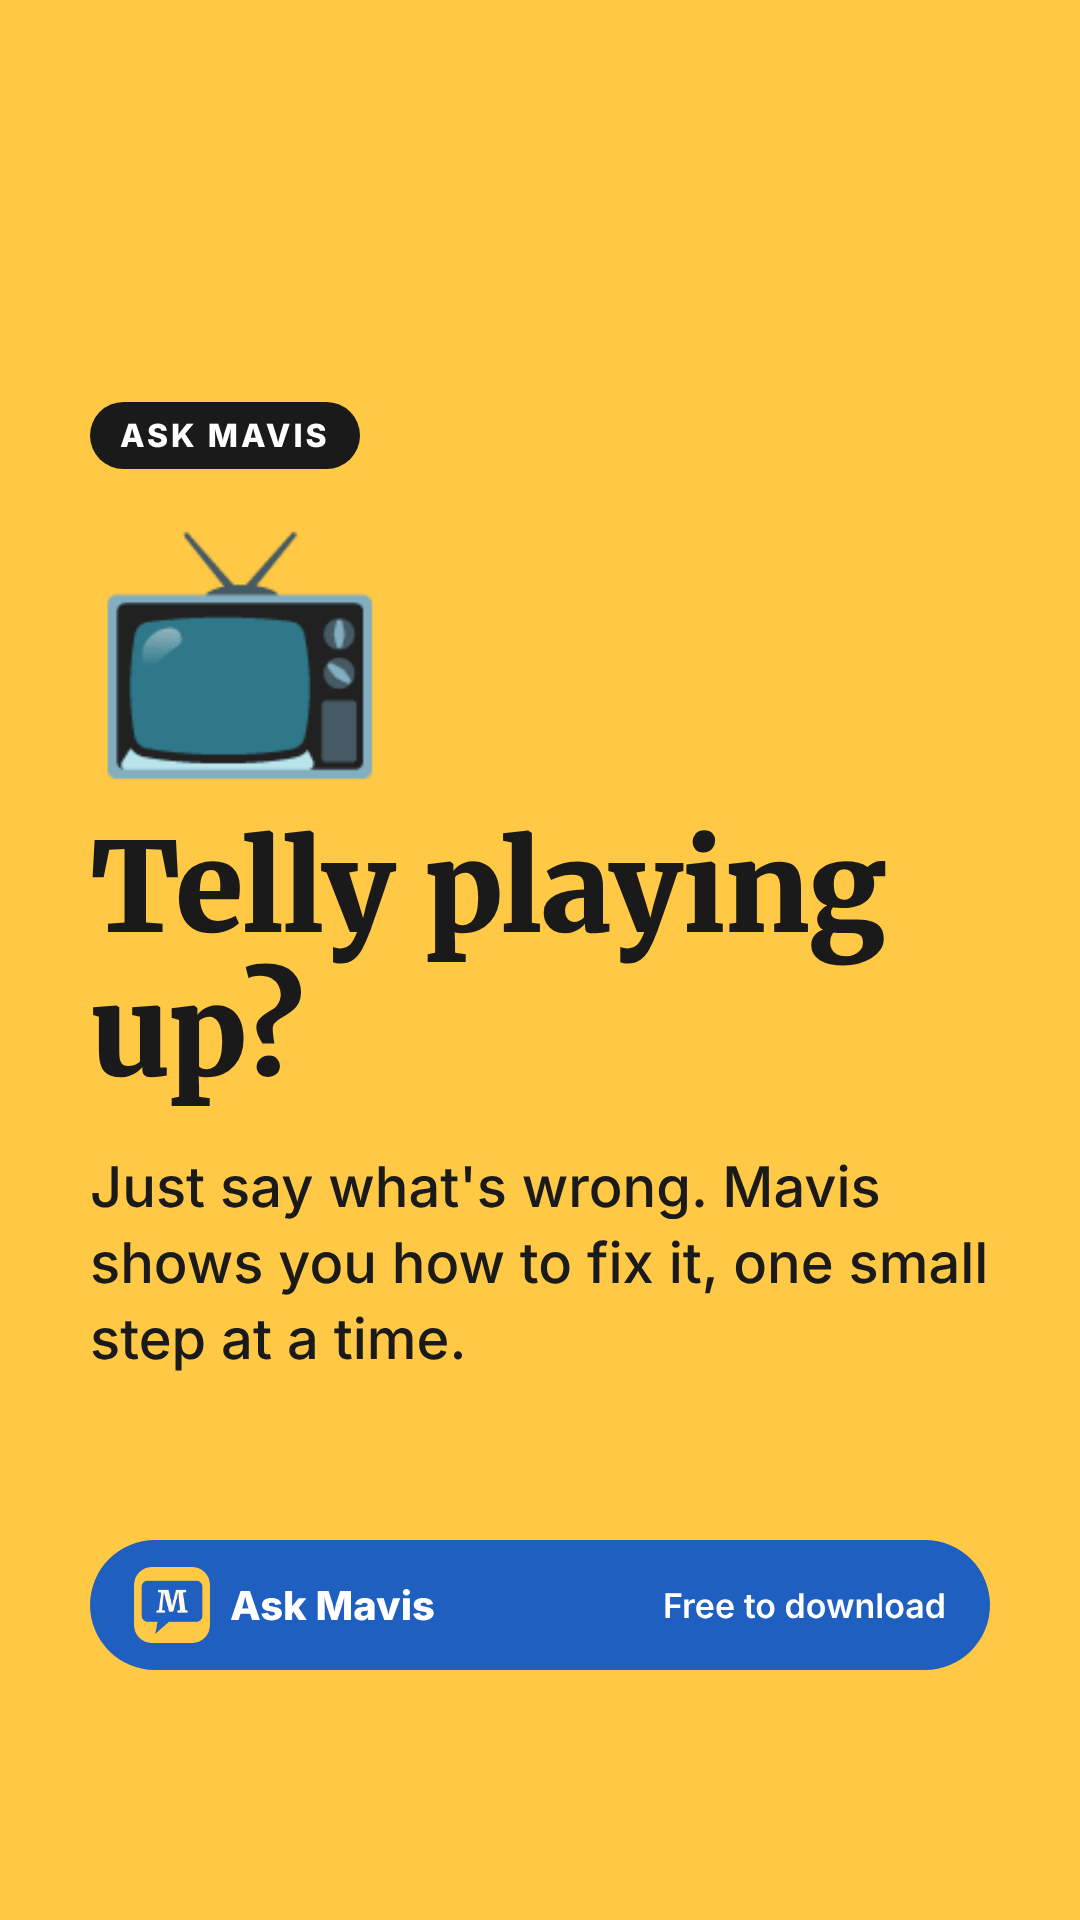 ASK MAVIS
Telly playing
up?
Just say what's wrong. Mavis
shows you how to fix it, one small
step at a time.
M
Ask Mavis
Free to download